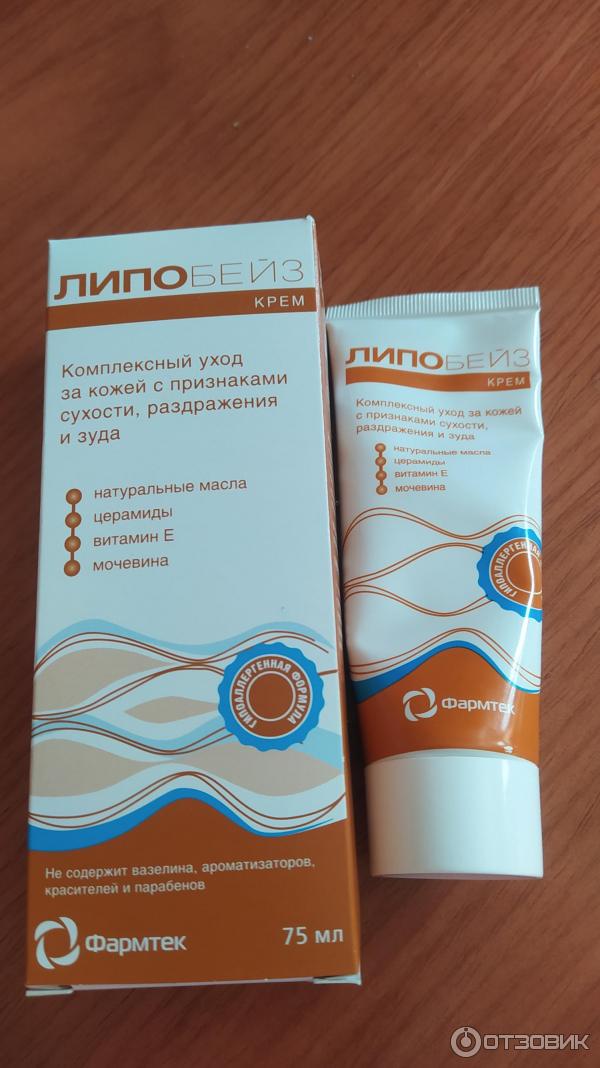 ЛИПОБЕЙЗ
КРЕМ
Комплексный уход
за кожей с признаками
сухости, раздражения
и зуда
натуральные масла
церамиды
витамин Е
мочевина
ГИПОАЛЛЕРГЕННАЯ ФОРМУЛА
Не содержит вазелина, ароматизаторов,
красителей и парабенов
Фармтек
75 мл
ЛИПОБЕЙЗ
КРЕМ
Комплексный уход за кожей
с признаками сухости,
раздражения и зуда
натуральные масла
церамиды
витамин Е
мочевина
ГИПОАЛЛЕРГЕННАЯ
Фармтек
ОТЗОВИК